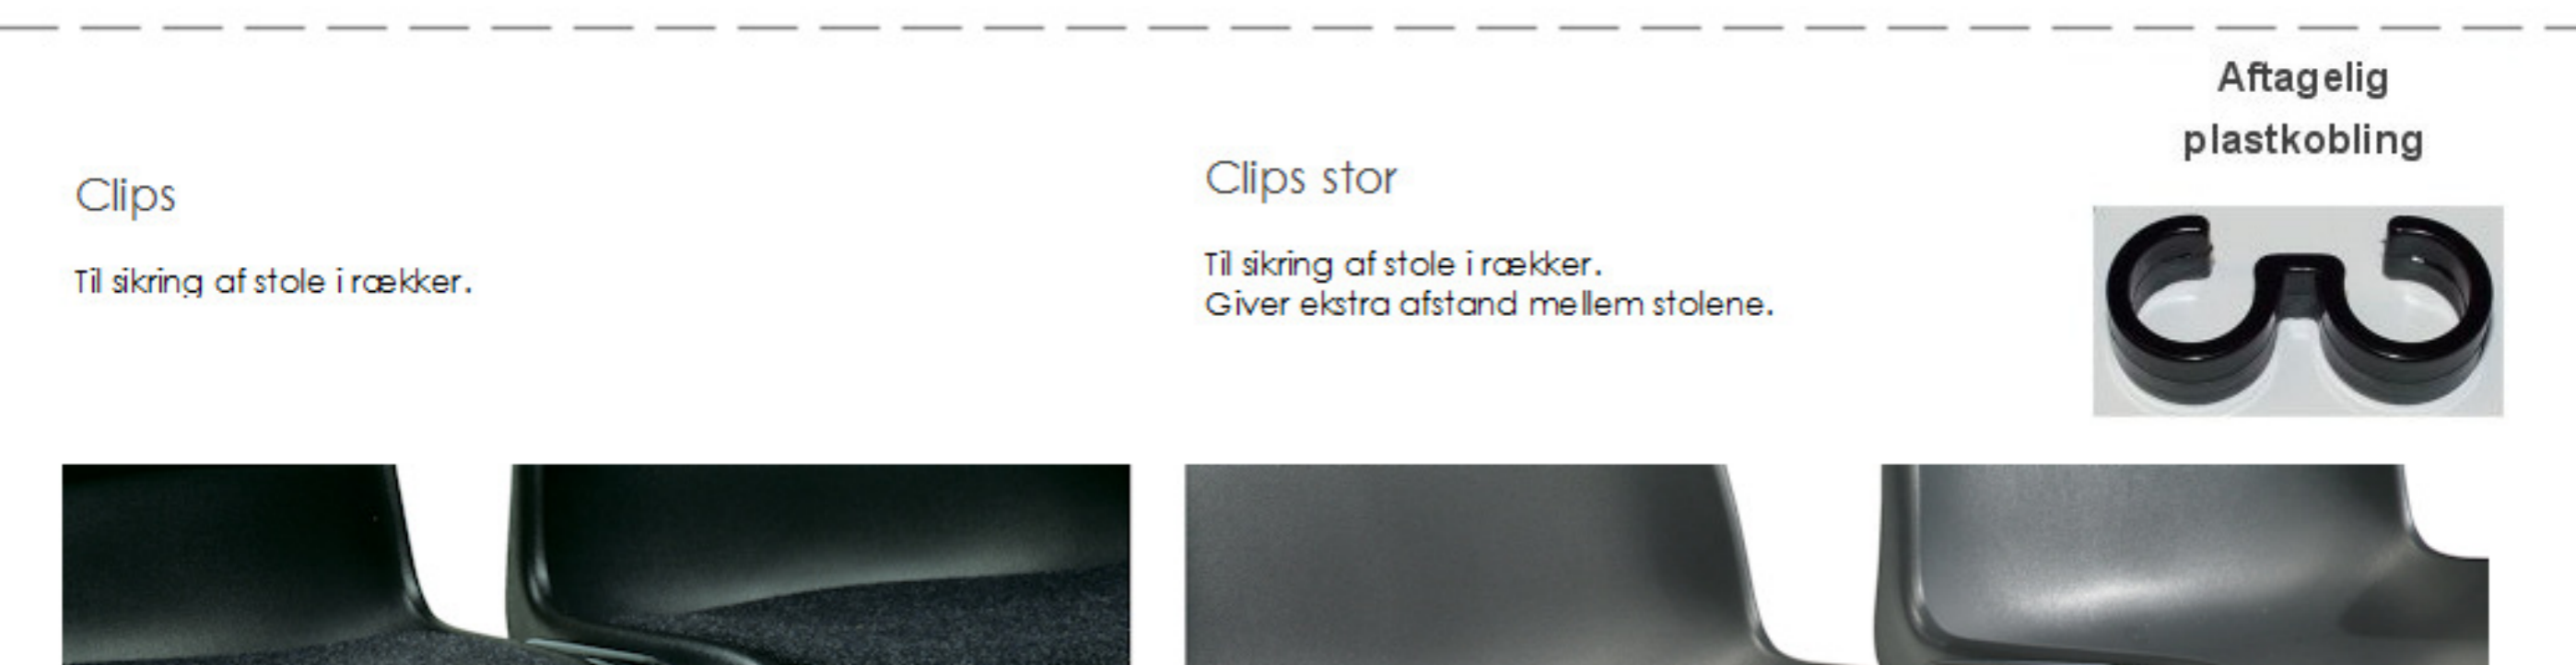 Clips
Til sikring af stole i rækker.
Clips stor
Til sikring af stole i rækker.
Giver ekstra afstand mellem stolene.
Aftagelig
plastkobling